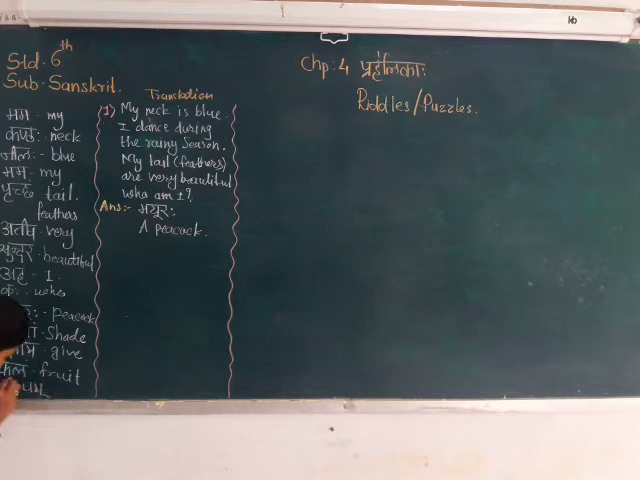 Std. 6th
Sub. Sanskrit.
Chp. 4 प्रहेलिकाः
Riddles/Puzzles.
मम - my
कण्ठः - neck
नीलः - blue
मम - my
पृच्छ tail.
feathers
अतीव - very
सुन्दर - beautiful
अहं - I.
कः - who
Peacock
Shade
give
फलं - fruit
Translation
1) My neck is blue.
I dance during
the rainy season.
My tail (feathers)
are very beautiful
who am I?
Ans:- मयूरः
A peacock.